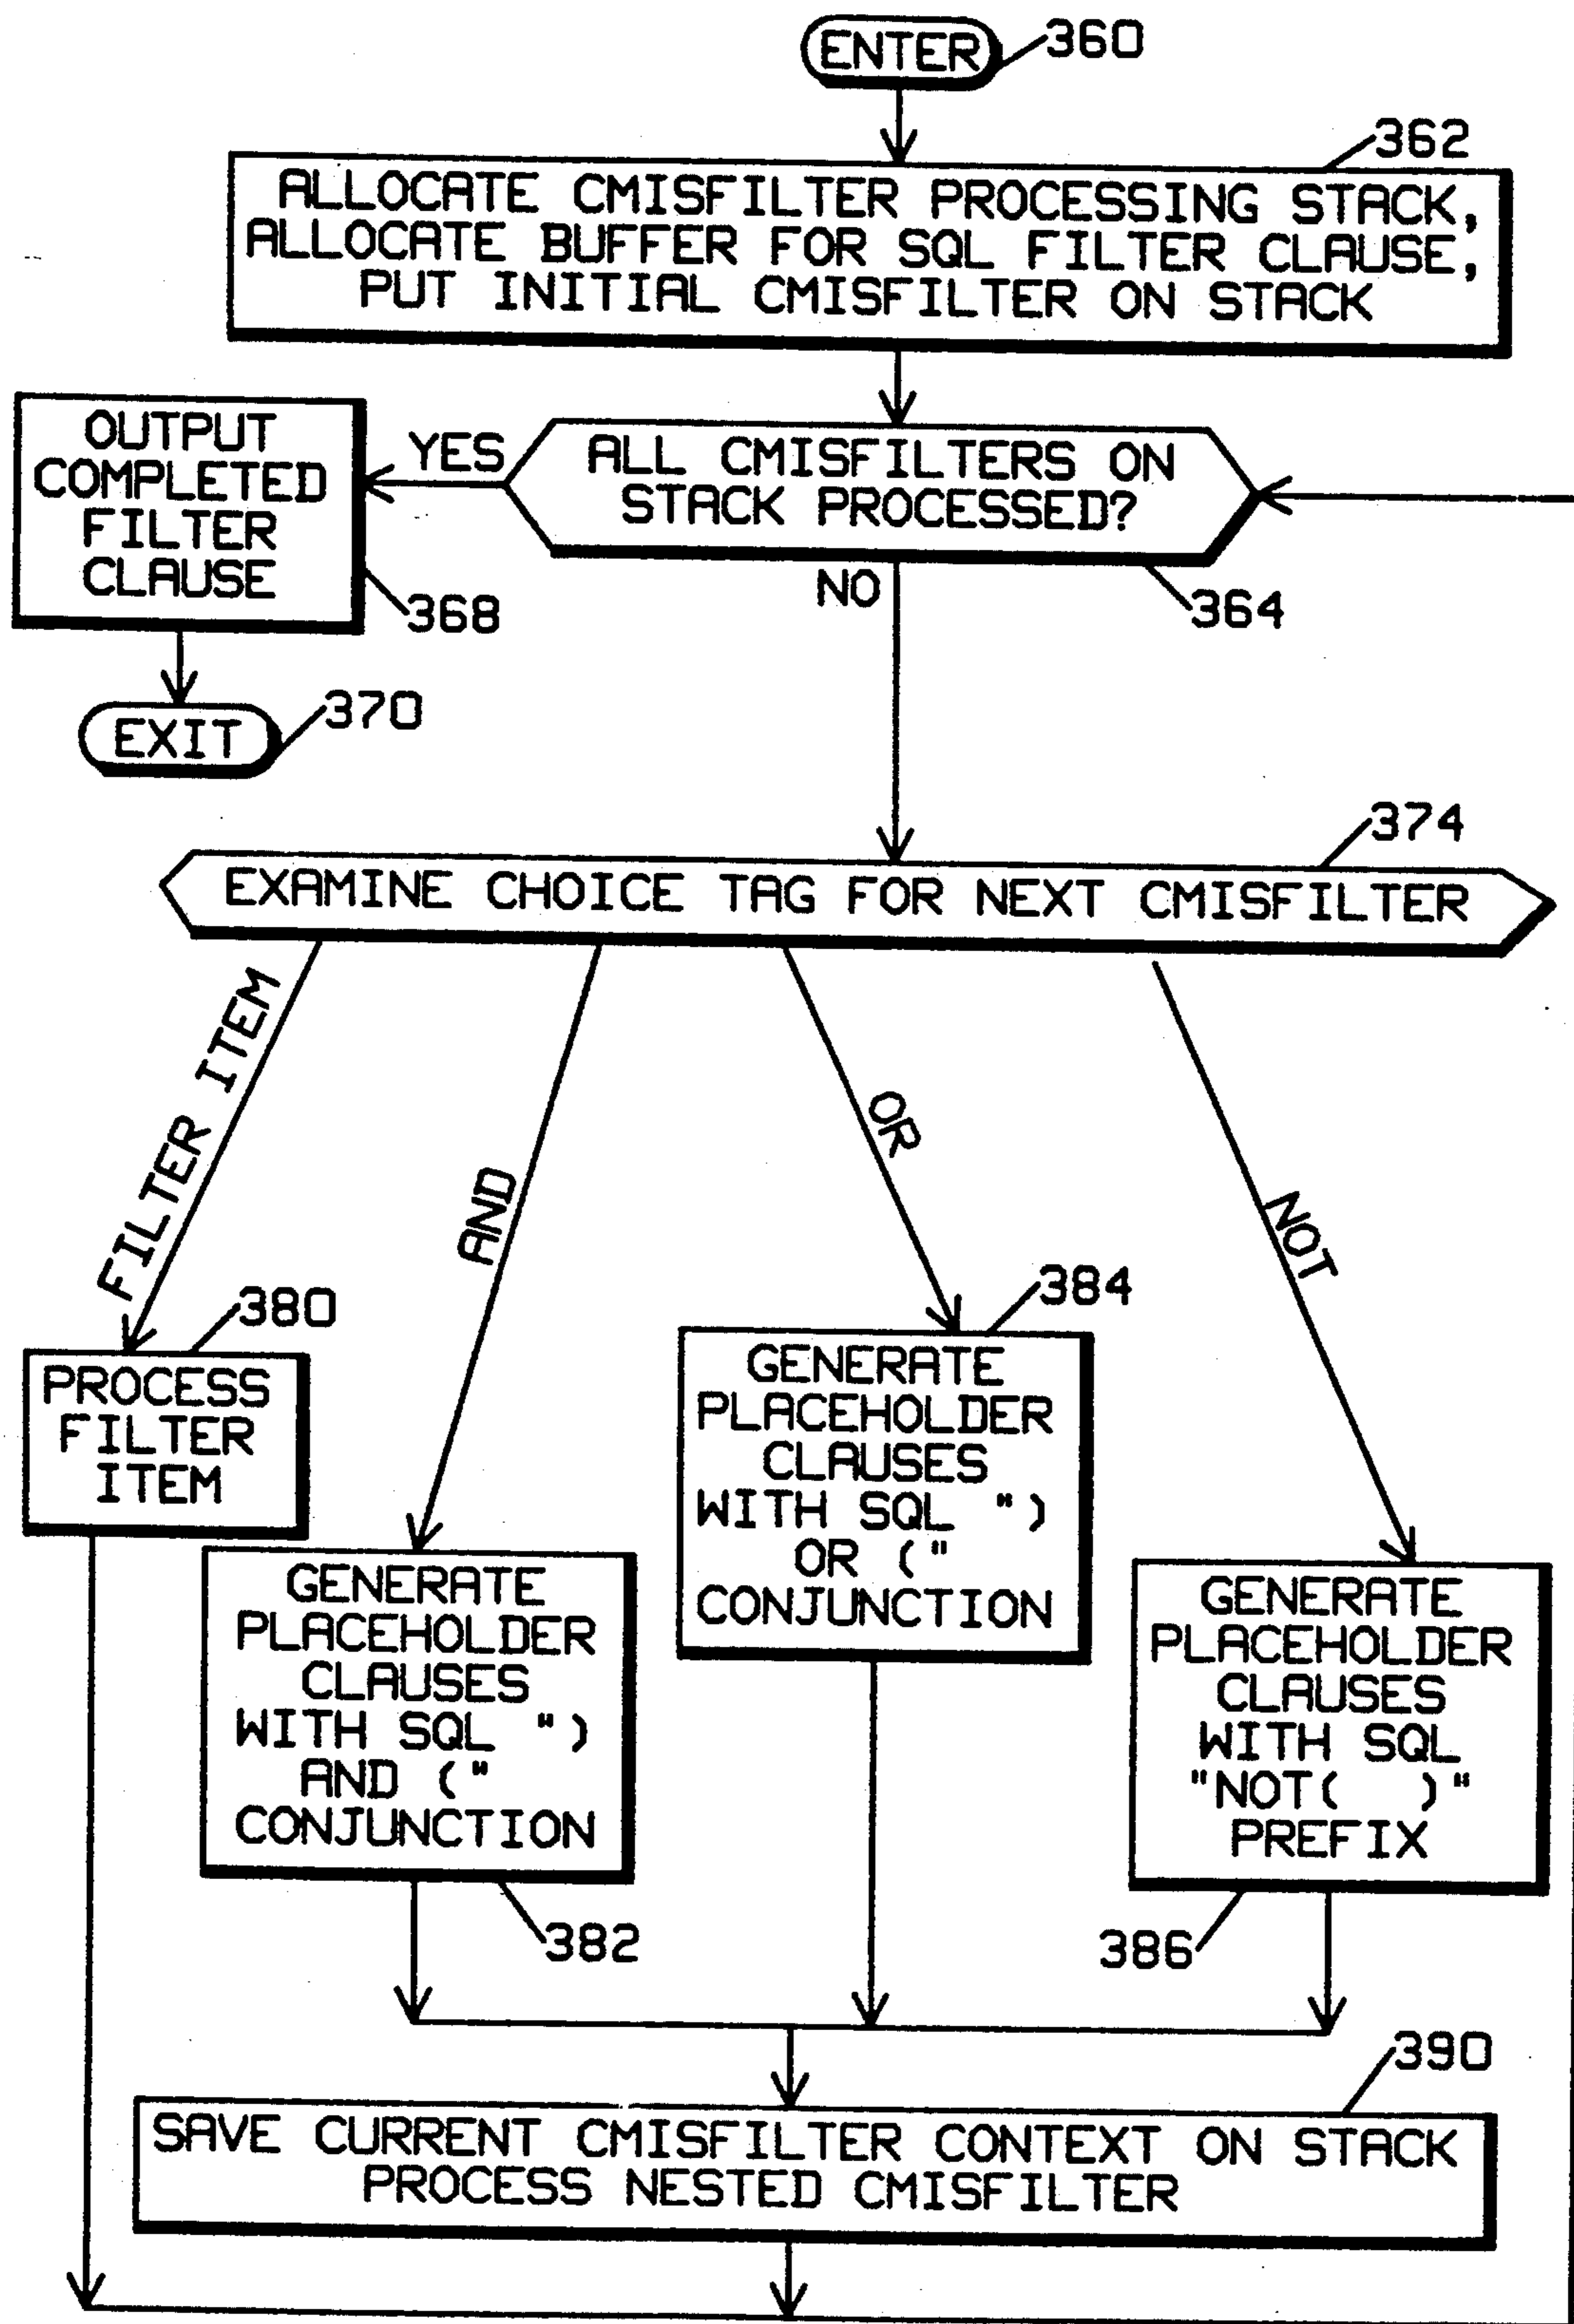 ENTER
360
362
ALLOCATE CMISFILTER PROCESSING STACK,
ALLOCATE BUFFER FOR SQL FILTER CLAUSE,
PUT INITIAL CMISFILTER ON STACK
OUTPUT
COMPLETED
FILTER
CLAUSE
368
YES
ALL CMISFILTERS ON
STACK PROCESSED?
NO
364
EXIT
370
374
EXAMINE CHOICE TAG FOR NEXT CMISFILTER
FILTER ITEM
AND
OR
NOT
380
PROCESS
FILTER
ITEM
384
GENERATE
PLACEHOLDER
CLAUSES
WITH SQL ")
OR ("
CONJUNCTION
GENERATE
PLACEHOLDER
CLAUSES
WITH SQL ")
AND ("
CONJUNCTION
382
GENERATE
PLACEHOLDER
CLAUSES
WITH SQL
"NOT( )"
PREFIX
386
390
SAVE CURRENT CMISFILTER CONTEXT ON STACK
PROCESS NESTED CMISFILTER